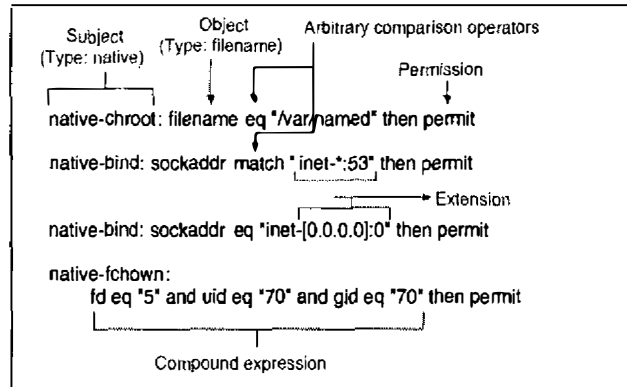 Subject
(Type: native)
Object
(Type: filename)
Arbitrary comparison operators
Permission
native-chroot: filename eq "/var/named" then permit
native-bind: sockaddr match "inet-*:53" then permit
Extension
native-bind: sockaddr eq "inet-[0.0.0.0]:0" then permit
native-fchown:
fd eq "5" and uid eq "70" and gid eq "70" then permit
Compound expression